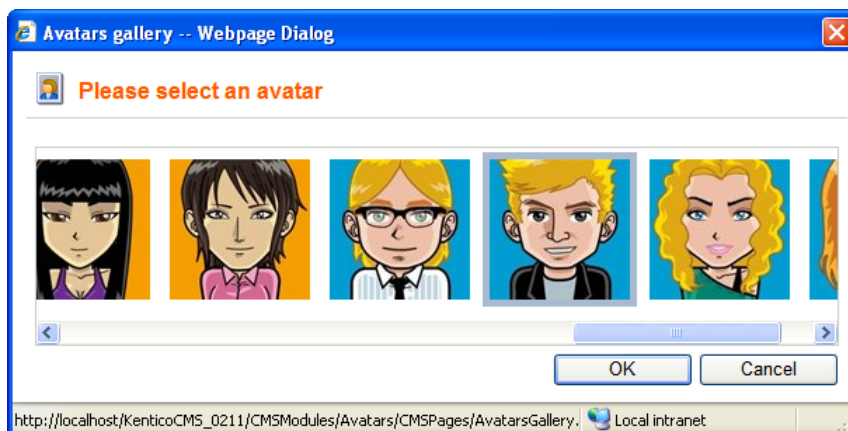 Avatars gallery -- Webpage Dialog
Please select an avatar
OK
Cancel
http://localhost/KenticoCMS_0211/CMSModules/Avatars/CMSPages/AvatarsGallery.
Local intranet